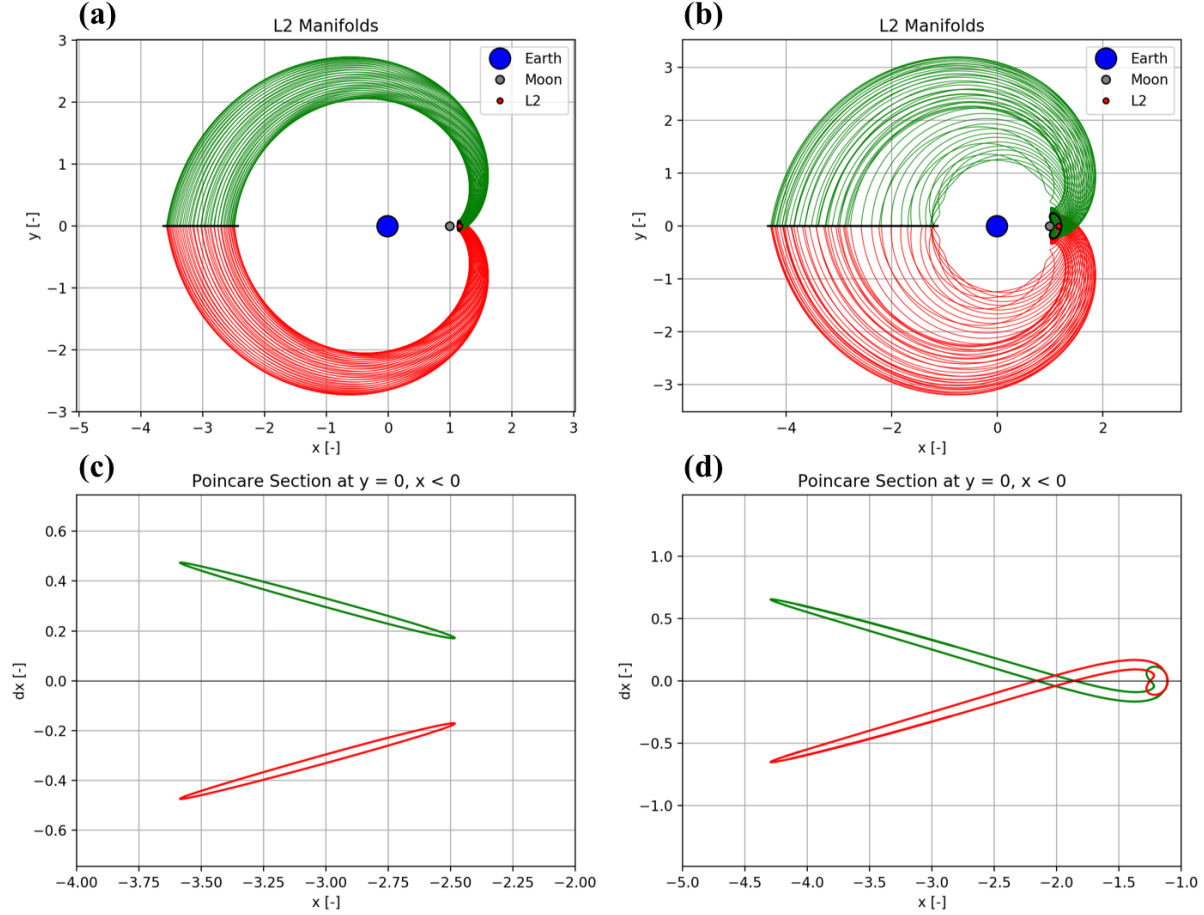 (a)
L2 Manifolds
Earth
Moon
L2
3
2
1
0
−1
−2
−3
y [-]
−5 −4 −3 −2 −1 0 1 2 3
x [-]
(b)
L2 Manifolds
Earth
Moon
L2
3
2
1
0
−1
−2
−3
y [-]
−4 −2 0 2
x [-]
(c)
Poincare Section at y = 0, x < 0
0.6
0.4
0.2
0.0
−0.2
−0.4
−0.6
dx [-]
−4.00 −3.75 −3.50 −3.25 −3.00 −2.75 −2.50 −2.25 −2.00
x [-]
(d)
Poincare Section at y = 0, x < 0
1.0
0.5
0.0
−0.5
−1.0
dx [-]
−5.0 −4.5 −4.0 −3.5 −3.0 −2.5 −2.0 −1.5 −1.0
x [-]